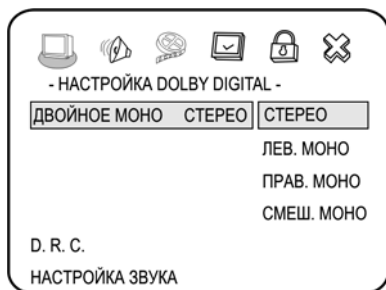 - НАСТРОЙКА DOLBY DIGITAL -
ДВОЙНОЕ МОНО СТЕРЕО СТЕРЕО
ЛЕВ. МОНО
ПРАВ. МОНО
СМЕШ. МОНО
D. R. C.
НАСТРОЙКА ЗВУКА